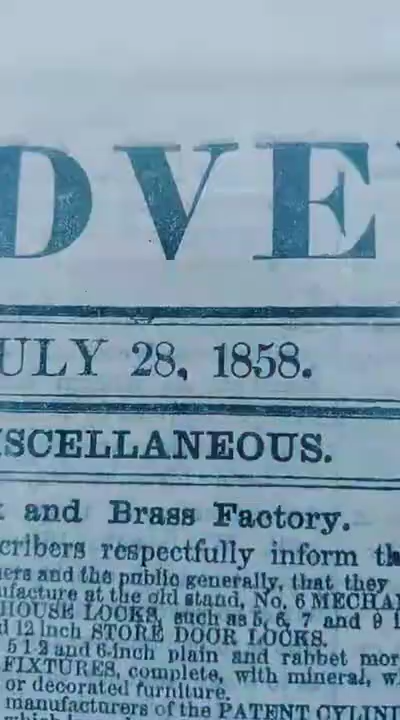 DVE
ULY 28, 1858.
ISCELLANEOUS.
and Brass Factory.
cribers respectfully inform th
ers and the public generally, that they
ufacture at the old stand, No. 6 MECHA
HOUSE LOCKS, such as 5, 6, 7 and 9 i
d 12 inch STORE DOOR LOCKS.
5 1-2 and 6-inch plain and rabbet mor
FIXTURES, complete, with mineral, w
or decorated furniture.
manufacturers of the PATENT CYLIN